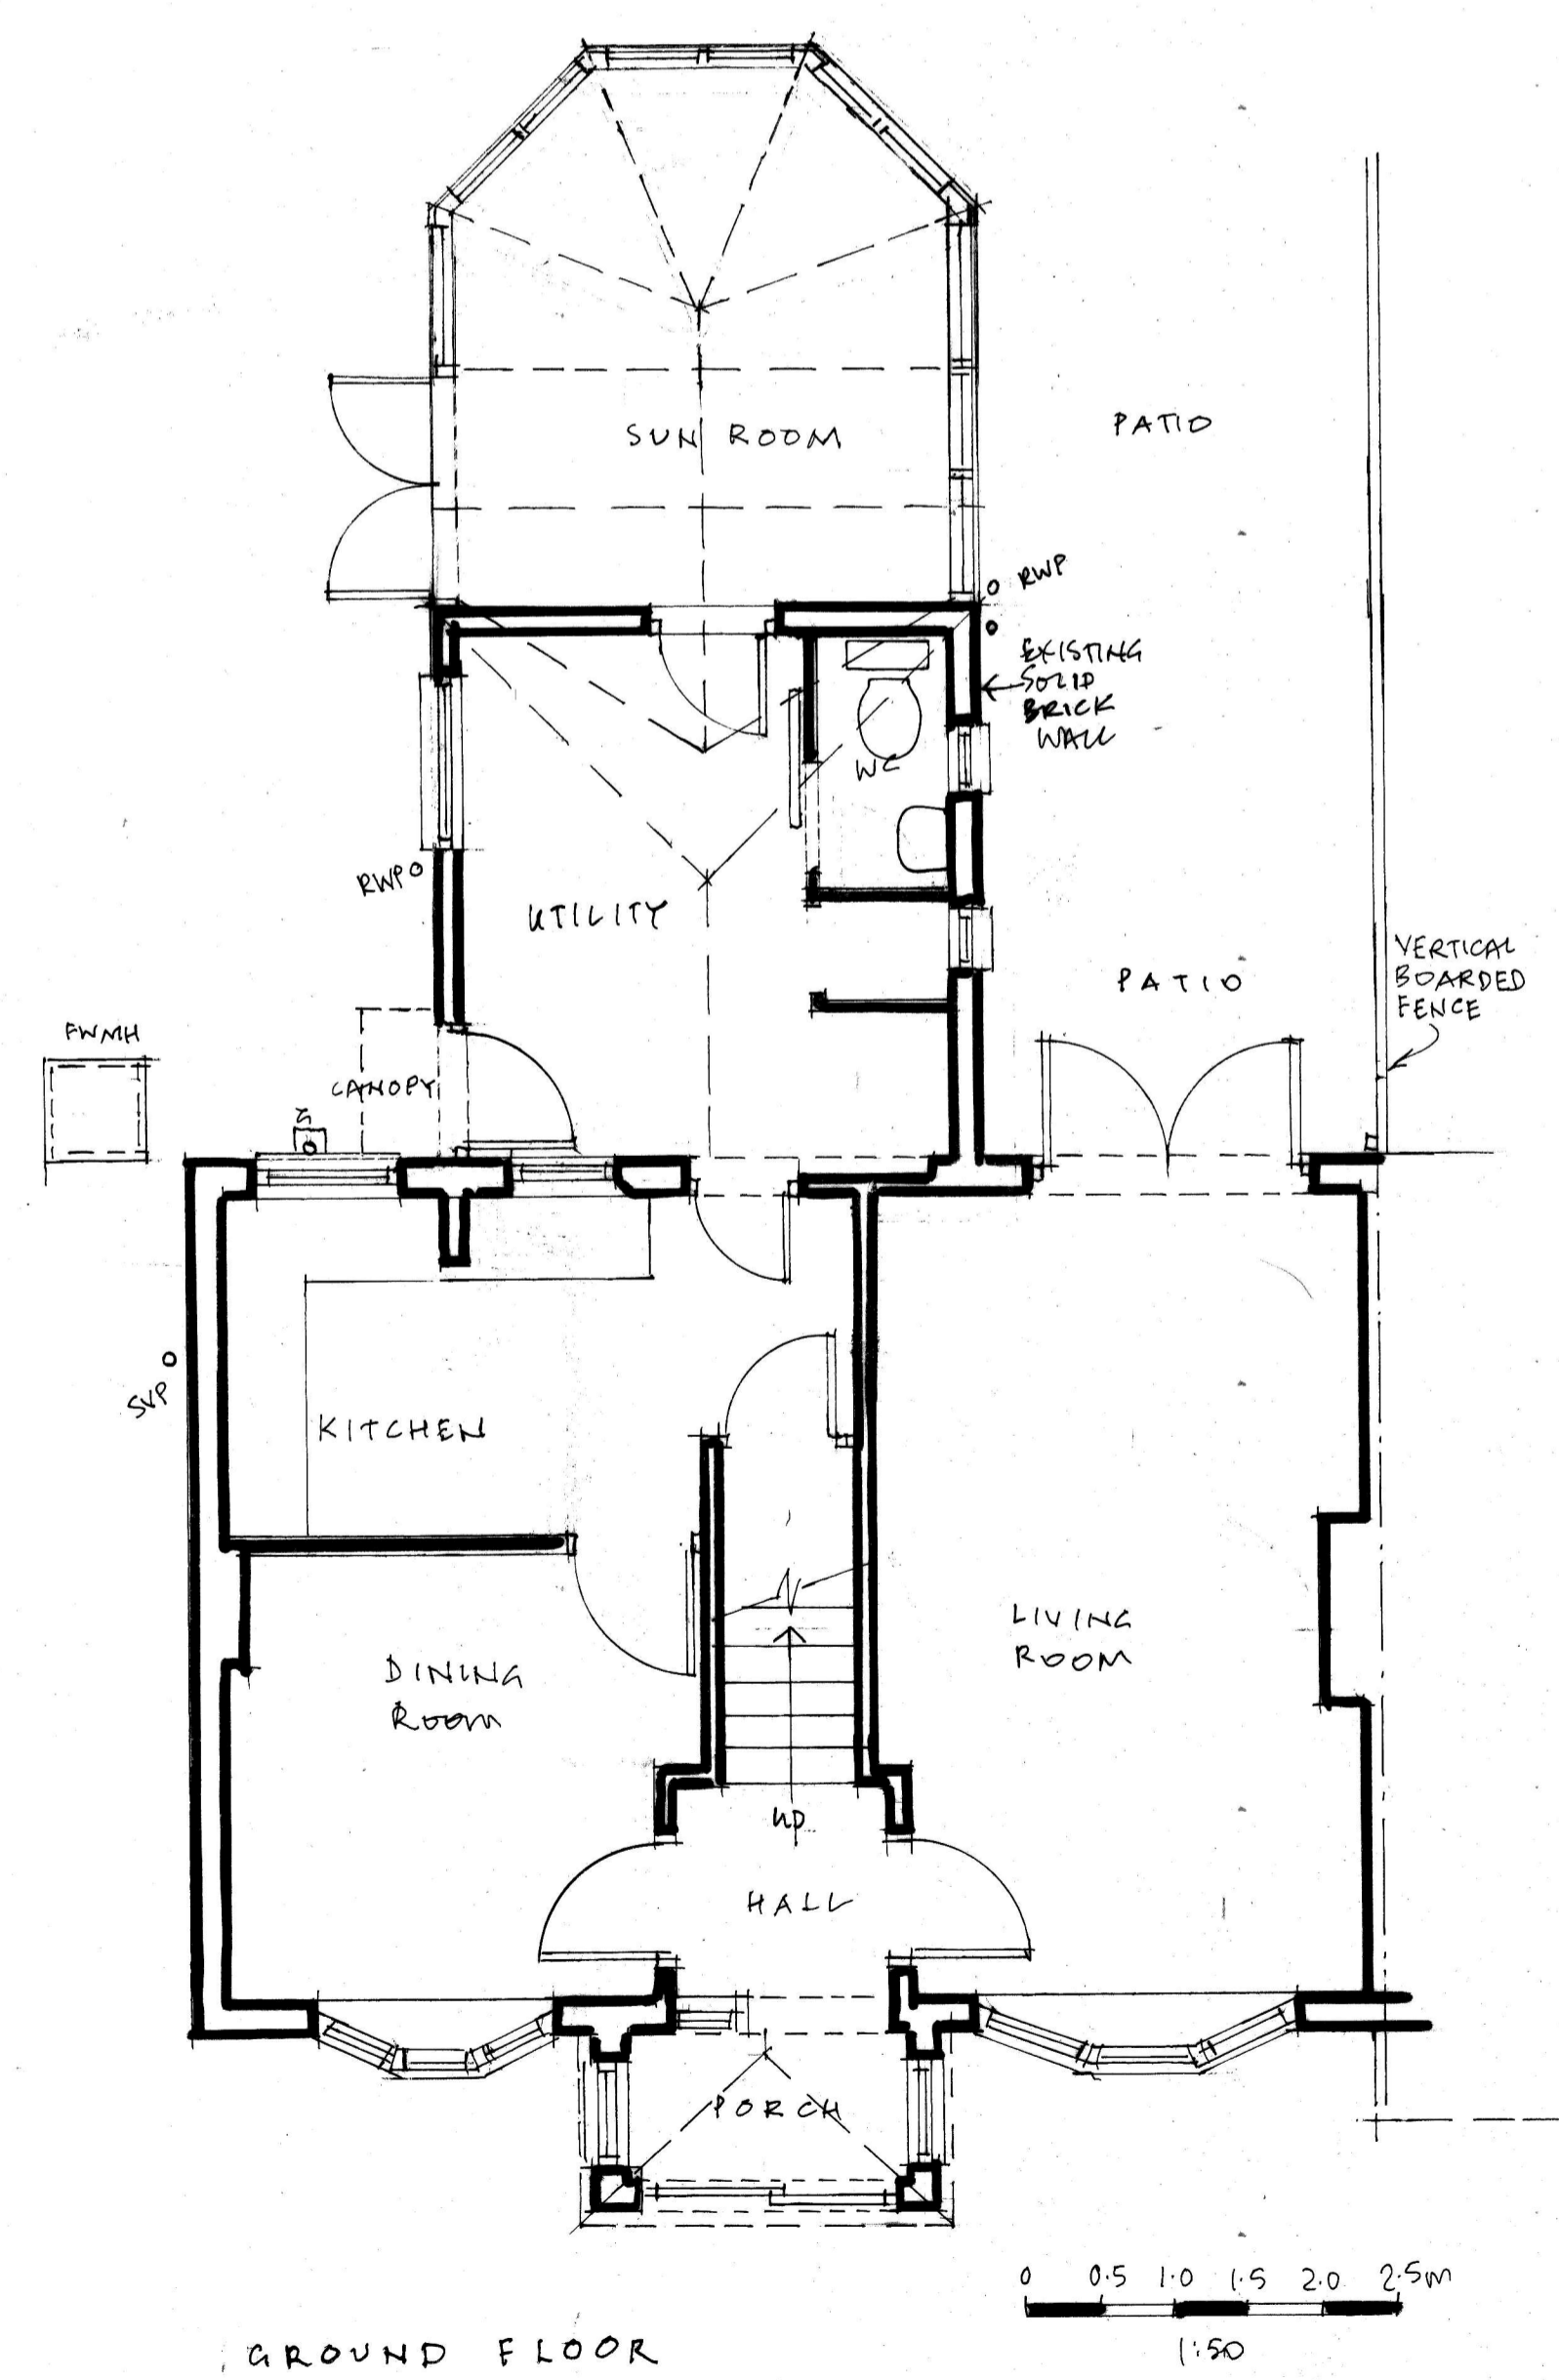 SUN ROOM
PATIO
RWP
EXISTING
SOLID
BRICK
WALL
WC
RWP
UTILITY
PATIO
VERTICAL
BOARDED
FENCE
FWMH
CANOPY
G
SVP
KITCHEN
LIVING
ROOM
DINING
ROOM
UP
HALL
PORCH
0 0.5 1.0 1.5 2.0 2.5m
1:50
GROUND FLOOR